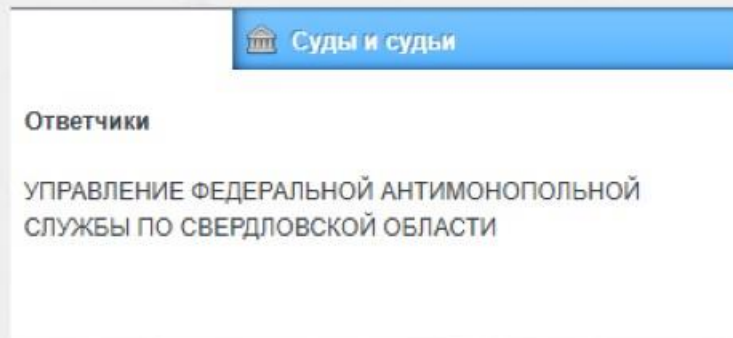 Суды и судьи
Ответчики
УПРАВЛЕНИЕ ФЕДЕРАЛЬНОЙ АНТИМОНОПОЛЬНОЙ
СЛУЖБЫ ПО СВЕРДЛОВСКОЙ ОБЛАСТИ